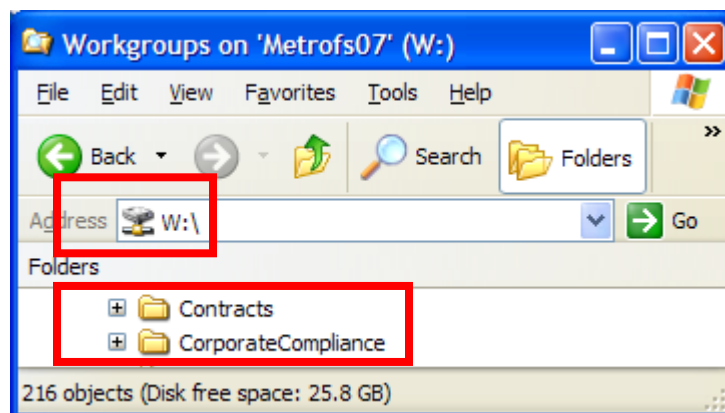 Workgroups on 'Metrofs07' (W:)
File Edit View Favorites Tools Help
Back Search Folders »
Address W:\ Go
Folders
Contracts
CorporateCompliance
216 objects (Disk free space: 25.8 GB)